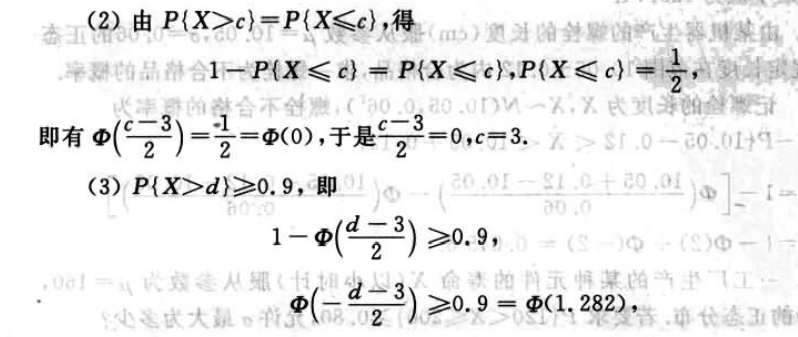 (2) 由 P{X>c}=P{X⩽c},得
1−P{X⩽c}=P{X⩽c},P{X⩽c}=1/2,
即有 Φ((c−3)/2)=1/2=Φ(0),于是(c−3)/2=0,c=3.
(3) P{X>d}⩾0.9,即
1−Φ((d−3)/2)⩾0.9,
Φ(−(d−3)/2)⩾0.9=Φ(1.282),